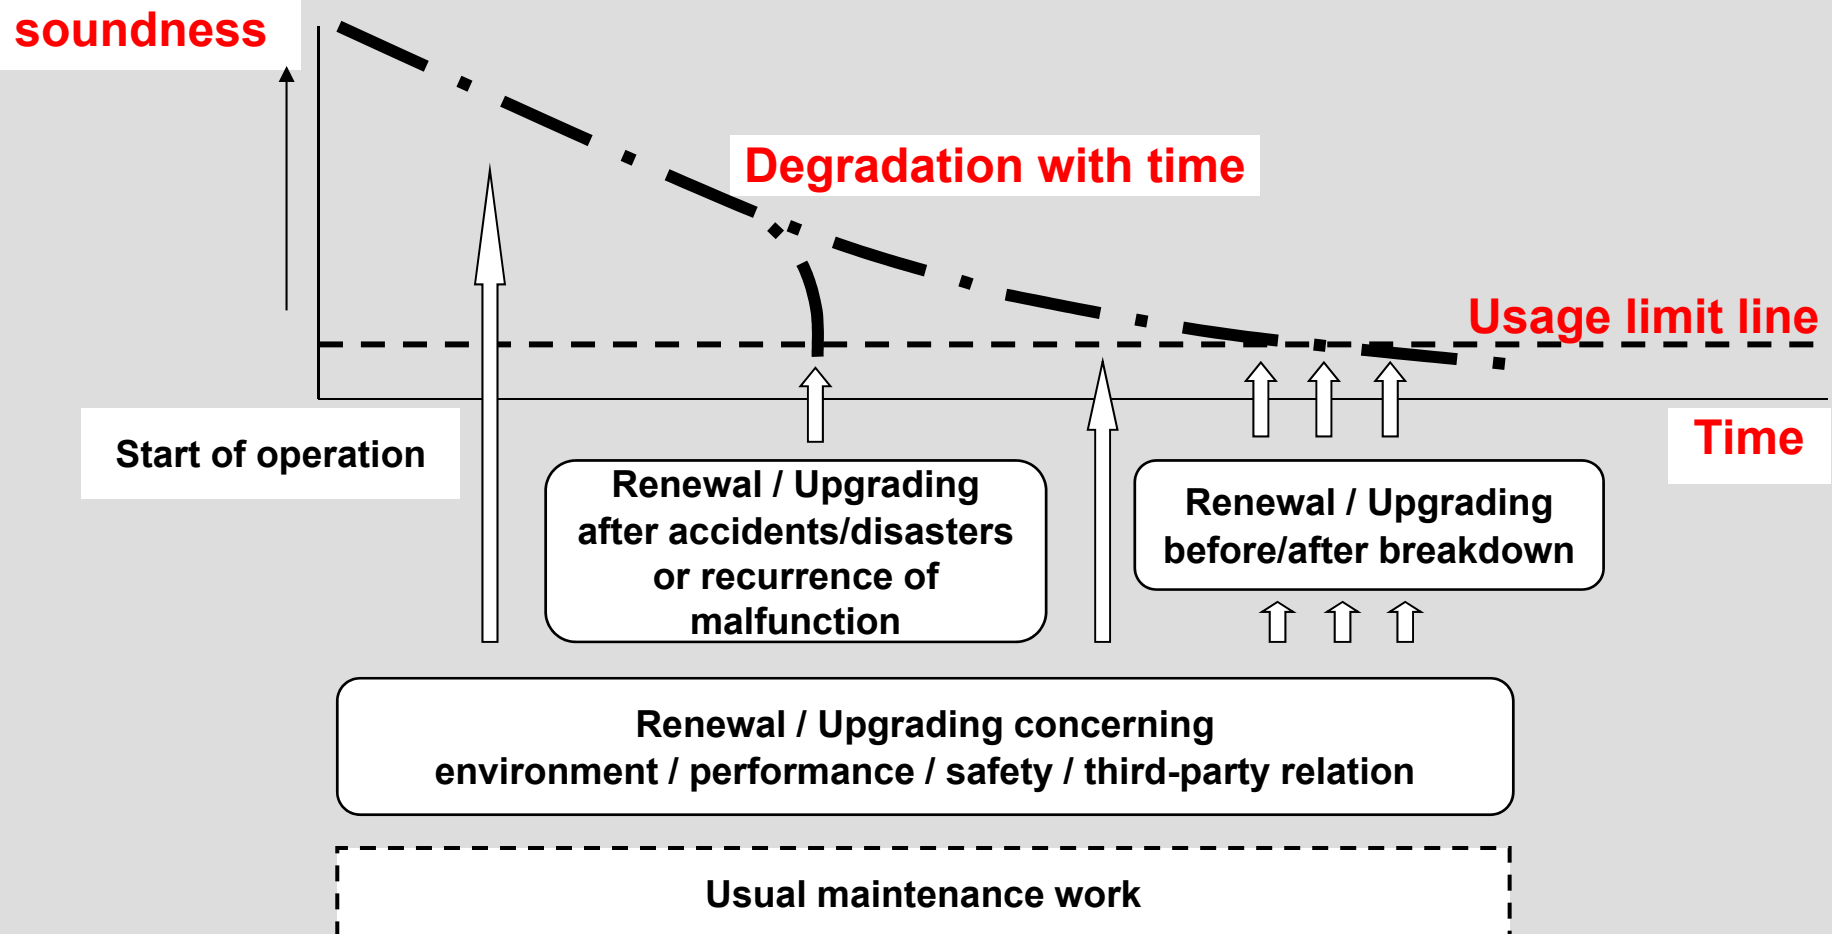 soundness
Degradation with time
Usage limit line
Start of operation
Time
Renewal / Upgrading
after accidents/disasters
or recurrence of
malfunction
Renewal / Upgrading
before/after breakdown
Renewal / Upgrading concerning
environment / performance / safety / third-party relation
Usual maintenance work